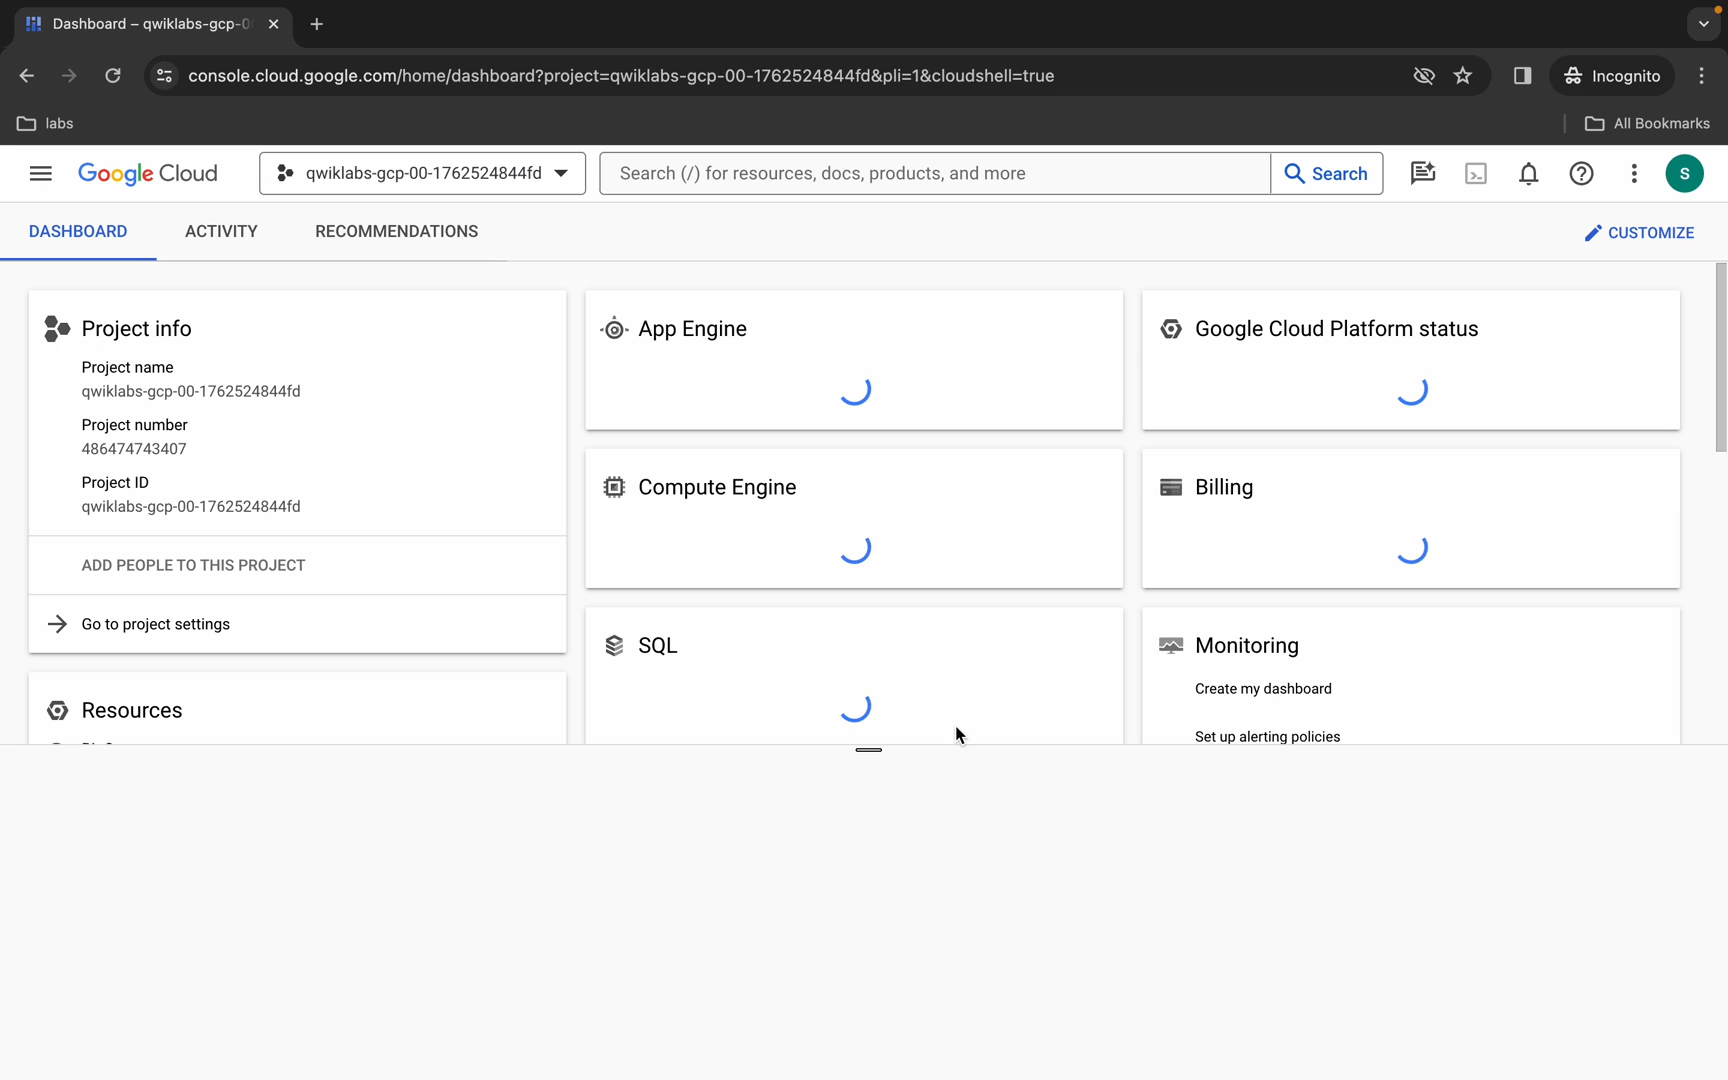 Dashboard – qwiklabs-gcp-0
console.cloud.google.com/home/dashboard?project=qwiklabs-gcp-00-1762524844fd&pli=1&cloudshell=true
Incognito
labs
All Bookmarks
Google Cloud
qwiklabs-gcp-00-1762524844fd
Search (/) for resources, docs, products, and more
Search
S
DASHBOARD
ACTIVITY
RECOMMENDATIONS
CUSTOMIZE
Project info
Project name
qwiklabs-gcp-00-1762524844fd
Project number
486474743407
Project ID
qwiklabs-gcp-00-1762524844fd
ADD PEOPLE TO THIS PROJECT
Go to project settings
Resources
App Engine
Compute Engine
SQL
Google Cloud Platform status
Billing
Monitoring
Create my dashboard
Set up alerting policies